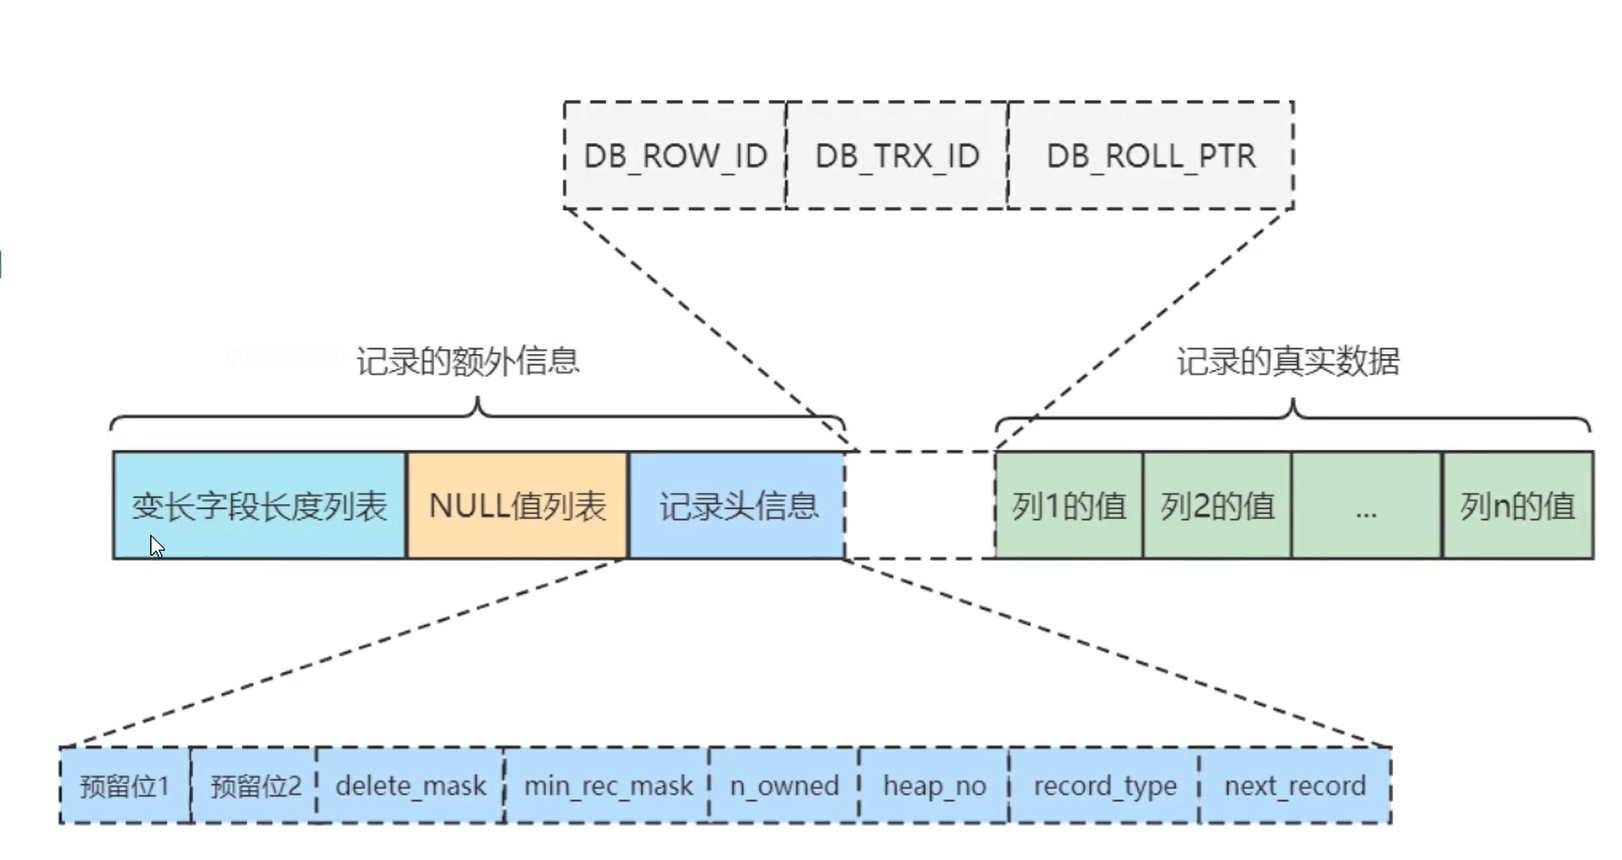 DB_ROW_ID DB_TRX_ID DB_ROLL_PTR
记录的额外信息 记录的真实数据
变长字段长度列表 NULL值列表 记录头信息 列1的值 列2的值 ... 列n的值
预留位1 预留位2 delete_mask min_rec_mask n_owned heap_no record_type next_record